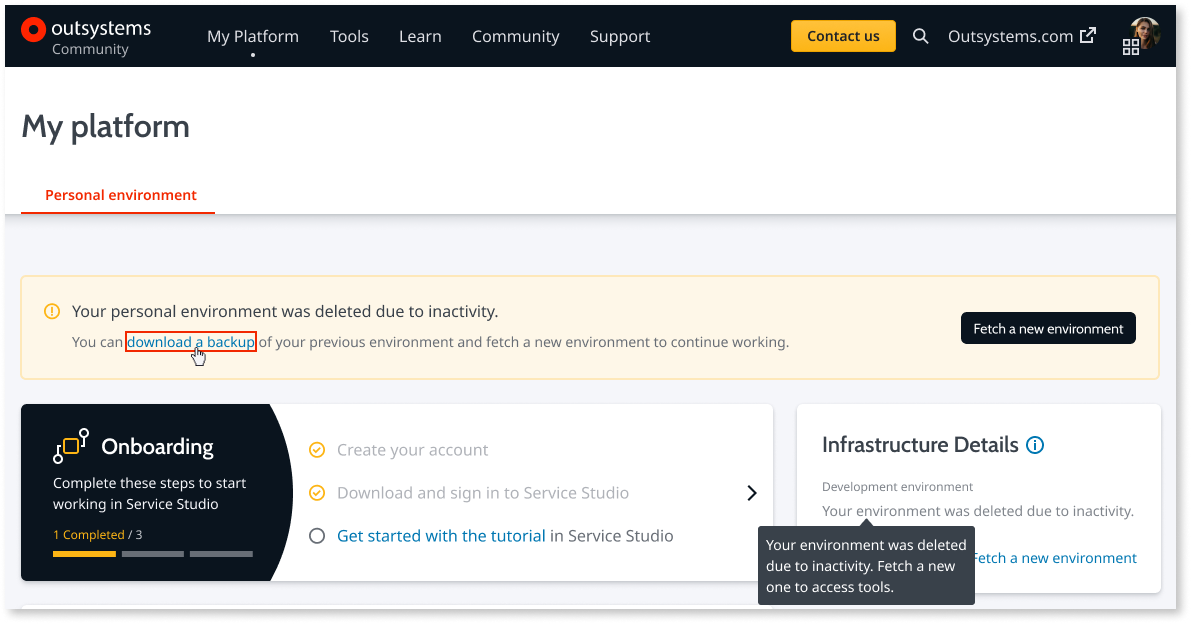 outsystems
Community
My Platform
Tools
Learn
Community
Support
Contact us
Outsystems.com
My platform
Personal environment
Your personal environment was deleted due to inactivity.
You can download a backup of your previous environment and fetch a new environment to continue working.
Fetch a new environment
Onboarding
Complete these steps to start
working in Service Studio
1 Completed / 3
Create your account
Download and sign in to Service Studio
Get started with the tutorial in Service Studio
Infrastructure Details
Development environment
Your environment was deleted due to inactivity.
Your environment was deleted
due to inactivity. Fetch a new
one to access tools.
Fetch a new environment